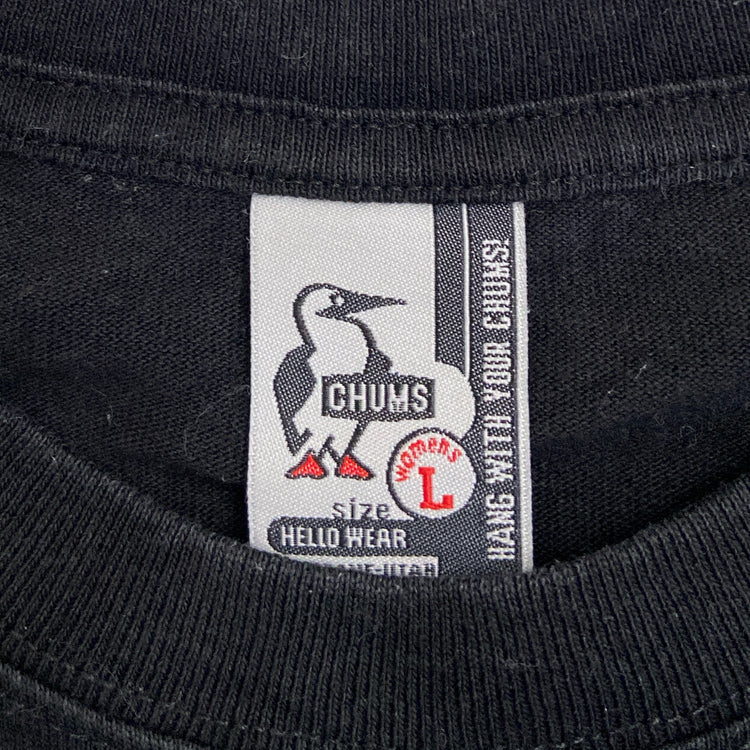 CHUMS
womens
L
size
HELLO WEAR
HANG WITH YOUR CHUMS!